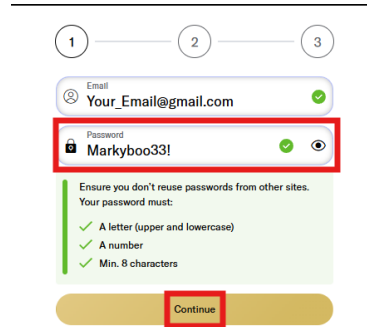 1
2
3
Email
Your_Email@gmail.com
Password
Markyboo33!
Ensure you don't reuse passwords from other sites.
Your password must:
A letter (upper and lowercase)
A number
Min. 8 characters
Continue